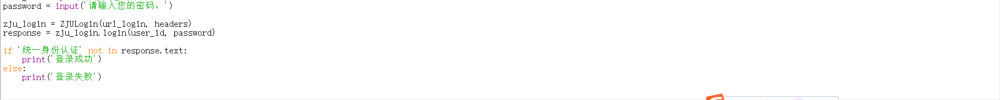 password = input('请输入您的密码：')
zju_login = ZJULogin(url_login, headers)
response = zju_login.login(user_id, password)
if '统一身份认证' not in response.text:
    print('登录成功')
else:
    print('登录失败')